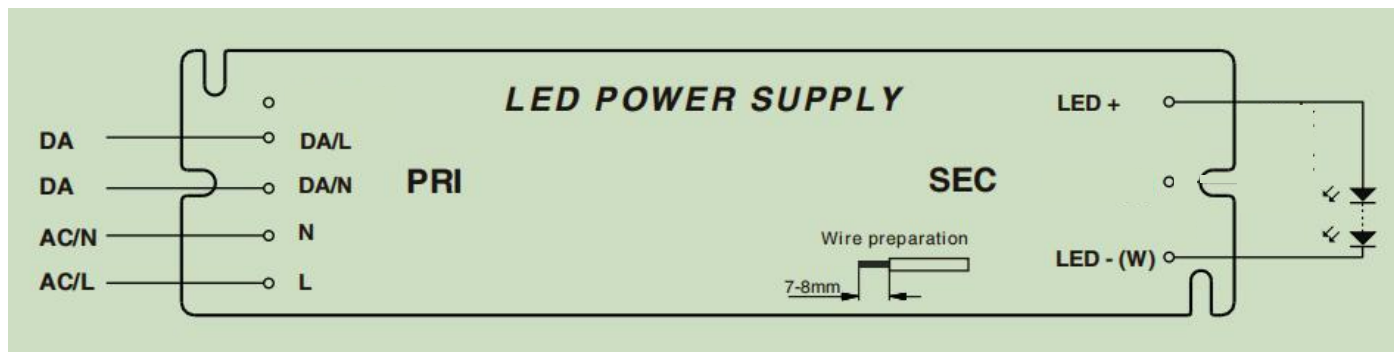 LED POWER SUPPLY
LED +
DA
DA/L
DA
DA/N
PRI
SEC
AC/N
N
Wire preparation
LED - (W)
AC/L
L
7-8mm